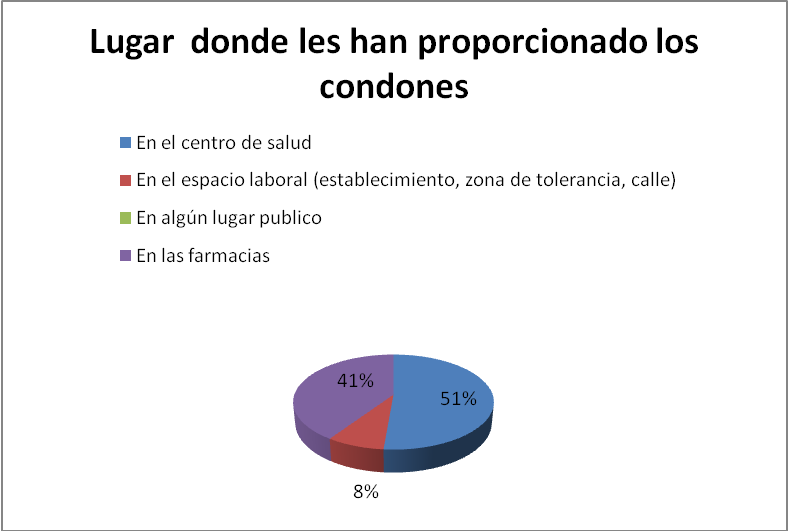 Lugar donde les han proporcionado los
condones
En el centro de salud
En el espacio laboral (establecimiento, zona de tolerancia, calle)
En algún lugar publico
En las farmacias
41%
51%
8%